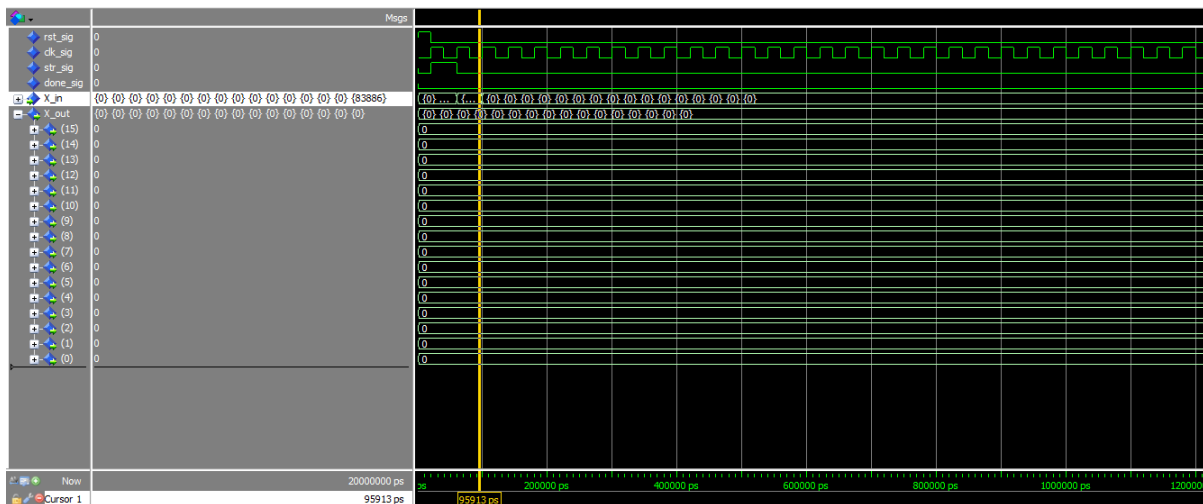 Msgs
rst_sig 0
clk_sig 0
str_sig 0
done_sig 0
X_in {0} {0} {0} {0} {0} {0} {0} {0} {0} {0} {0} {0} {0} {0} {0} {83886} {0} ... {... {0} {0} {0} {0} {0} {0} {0} {0} {0} {0} {0} {0} {0} {0} {0} {0}
X_out {0} {0} {0} {0} {0} {0} {0} {0} {0} {0} {0} {0} {0} {0} {0} {0} {0} {0} {0} {0} {0} {0} {0} {0} {0} {0} {0} {0} {0} {0} {0} {0}
(15) 0 0
(14) 0 0
(13) 0 0
(12) 0 0
(11) 0 0
(10) 0 0
(9) 0 0
(8) 0 0
(7) 0 0
(6) 0 0
(5) 0 0
(4) 0 0
(3) 0 0
(2) 0 0
(1) 0 0
(0) 0 0
Now 20000000 ps ps 200000 ps 400000 ps 600000 ps 800000 ps 1000000 ps 120000
Cursor 1 95913 ps 95913 ps